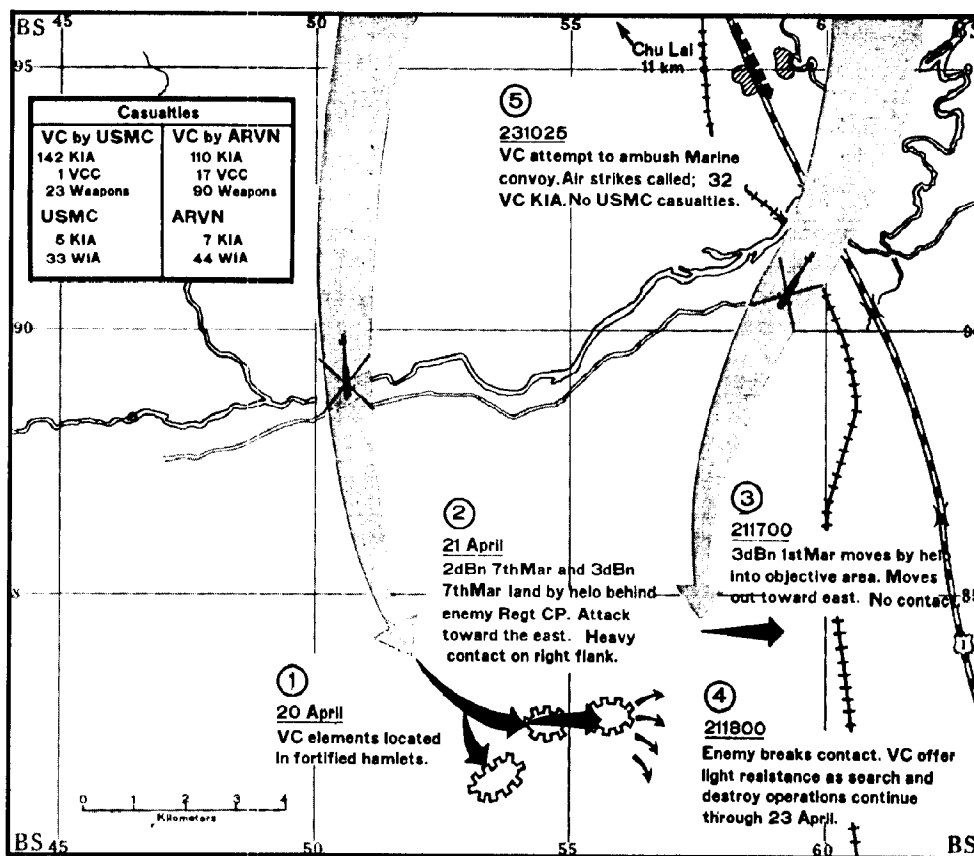 BS 45 50 55 60
95
Chu Lai
11 km
Casualties
VC by USMC
142 KIA
1 VCC
23 Weapons
VC by ARVN
110 KIA
17 VCC
90 Weapons
USMC
5 KIA
33 WIA
ARVN
7 KIA
44 WIA
5
231025
VC attempt to ambush Marine
convoy. Air strikes called; 32
VC KIA. No USMC casualties.
90
2
21 April
2dBn 7thMar and 3dBn
7thMar land by helo behind
enemy Regt CP. Attack
toward the east. Heavy
contact on right flank.
3
211700
3dBn 1stMar moves by helo
into objective area. Moves
out toward east. No contact
8
85
1
1
20 April
VC elements located
in fortified hamlets.
4
211800
Enemy breaks contact. VC offer
light resistance as search and
destroy operations continue
through 23 April.
0 1 2 3 4
Kilometers
BS 45 50 55 60 BS